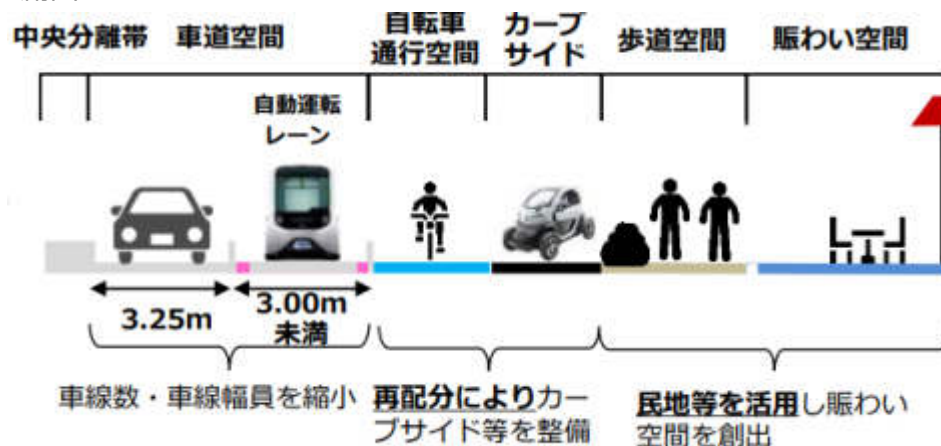 中央分離帯
車道空間
自転車
通行空間
カーブ
サイド
歩道空間
賑わい空間
自動運転
レーン
3.25m
3.00m
未満
車線数・車線幅員を縮小
再配分によりカー
ブサイド等を整備
民地等を活用し賑わい
空間を創出